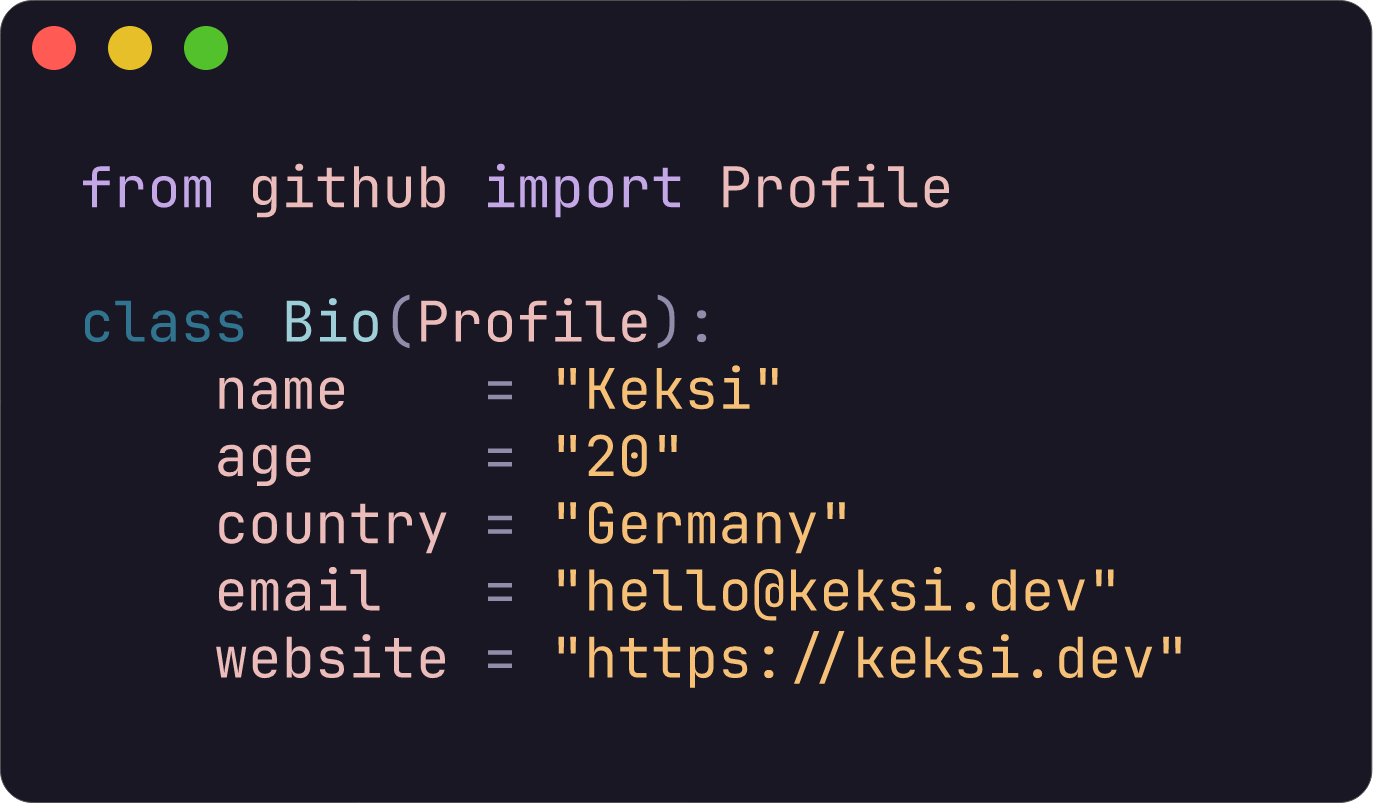 from github import Profile

class Bio(Profile):
    name    = "Keksi"
    age     = "20"
    country = "Germany"
    email   = "hello@keksi.dev"
    website = "https://keksi.dev"